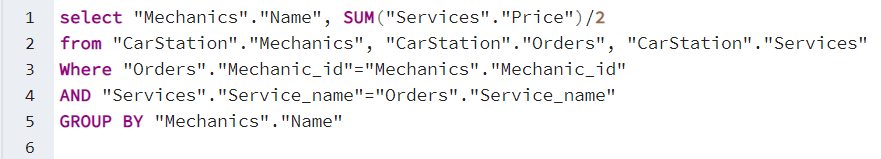 1 select "Mechanics"."Name", SUM("Services"."Price")/2
2 from "CarStation"."Mechanics", "CarStation"."Orders", "CarStation"."Services"
3 Where "Orders"."Mechanic_id"="Mechanics"."Mechanic_id"
4 AND "Services"."Service_name"="Orders"."Service_name"
5 GROUP BY "Mechanics"."Name"
6